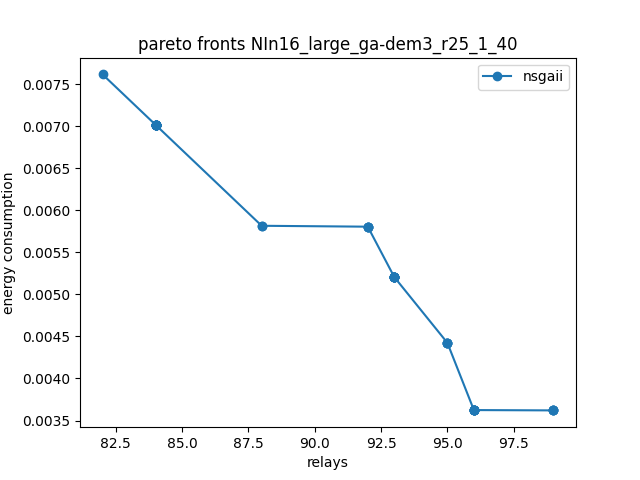 pareto fronts NIn16_large_ga-dem3_r25_1_40
nsgaii
energy consumption
0.0075
0.0070
0.0065
0.0060
0.0055
0.0050
0.0045
0.0040
0.0035
82.5 85.0 87.5 90.0 92.5 95.0 97.5
relays